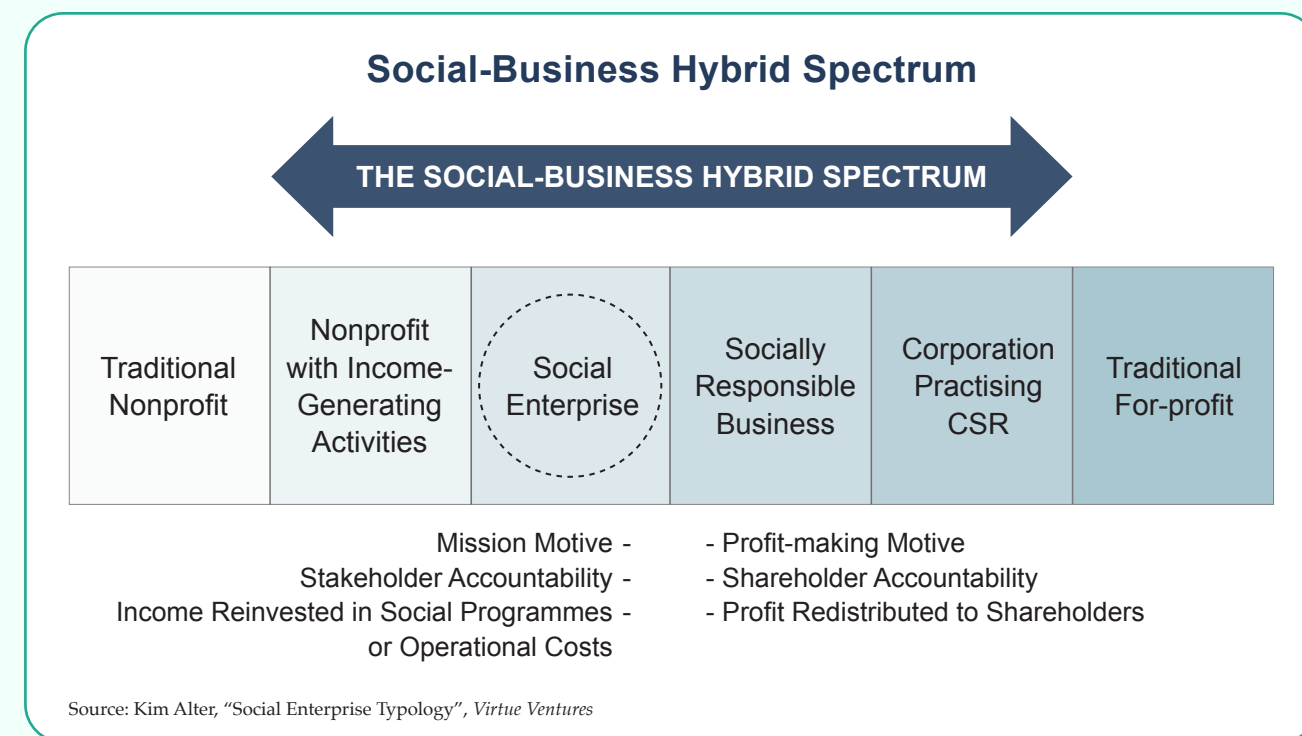 Social-Business Hybrid Spectrum
THE SOCIAL-BUSINESS HYBRID SPECTRUM
Traditional
Nonprofit
Nonprofit
with Income-
Generating
Activities
Social
Enterprise
Socially
Responsible
Business
Corporation
Practising
CSR
Traditional
For-profit
Mission Motive -
Stakeholder Accountability -
Income Reinvested in Social Programmes -
or Operational Costs
- Profit-making Motive
- Shareholder Accountability
- Profit Redistributed to Shareholders
Source: Kim Alter, “Social Enterprise Typology”, Virtue Ventures